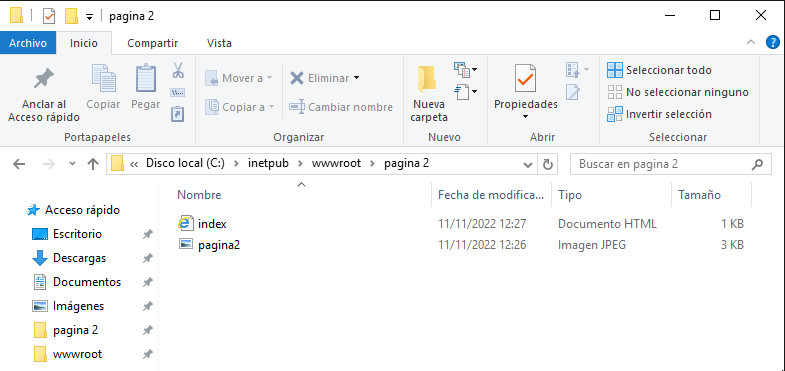 pagina 2
Archivo Inicio Compartir Vista
Anclar al Acceso rápido
Copiar
Pegar
Portapapeles
Mover a
Copiar a
Eliminar
Cambiar nombre
Organizar
Nueva carpeta
Nuevo
Propiedades
Abrir
Seleccionar todo
No seleccionar ninguno
Invertir selección
Seleccionar
« Disco local (C:) > inetpub > wwwroot > pagina 2
Buscar en pagina 2
Nombre Fecha de modifica... Tipo Tamaño
index 11/11/2022 12:27 Documento HTML 1 KB
pagina2 11/11/2022 12:26 Imagen JPEG 3 KB
Acceso rápido
Escritorio
Descargas
Documentos
Imágenes
pagina 2
wwwroot